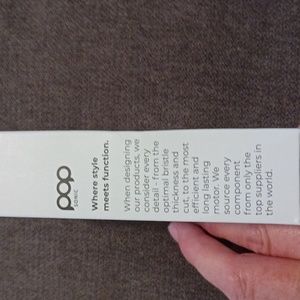 pop
SONIC
Where style
meets function.
When designing
our products, we
consider every
detail - from the
optimal bristle
thickness and
cut, to the most
efficient and
long lasting
motor. We
source every
component
from only the
top suppliers in
the world.